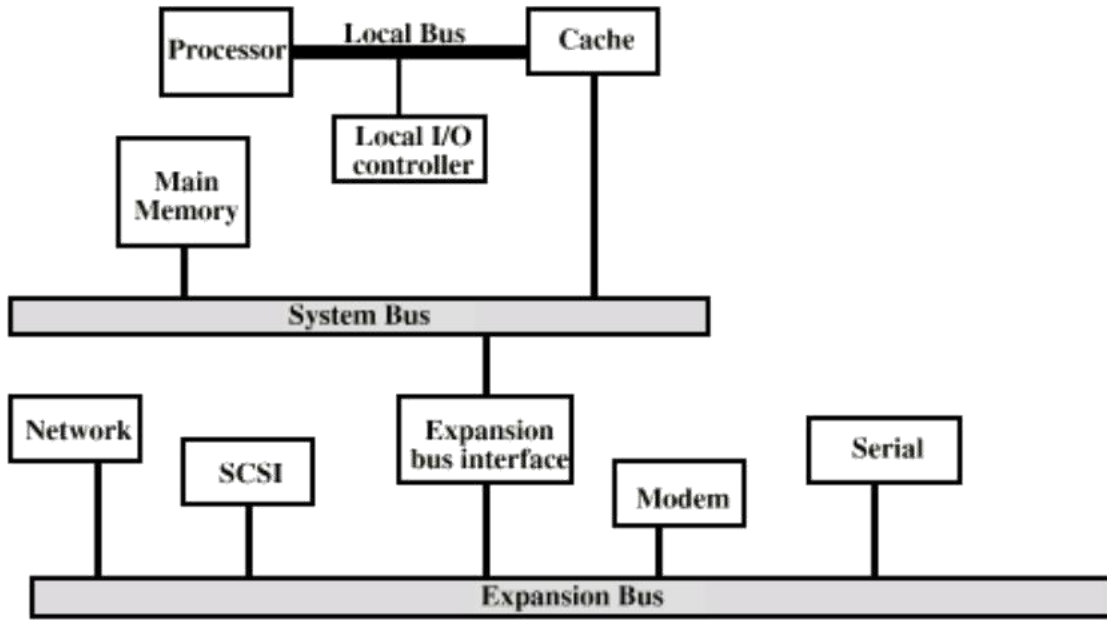 Processor
Local Bus
Cache
Local I/O
controller
Main
Memory
System Bus
Network
SCSI
Expansion
bus interface
Modem
Serial
Expansion Bus